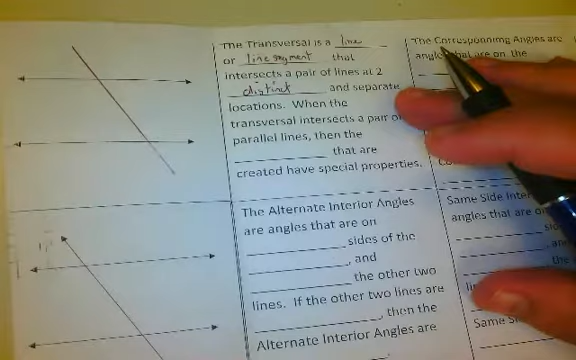 The Transversal is a line
or line segment that
intersects a pair of lines at 2
distinct and separate
locations. When the
transversal intersects a pair
parallel lines, then the
that are
created have special properties.
The Corresponding Angles are
angles that are on the
The Alternate Interior Angles
are angles that are on
sides of the
, and
the other two
lines. If the other two lines are
, then the
Alternate Interior Angles are
Same Side
angles that are
the
Same